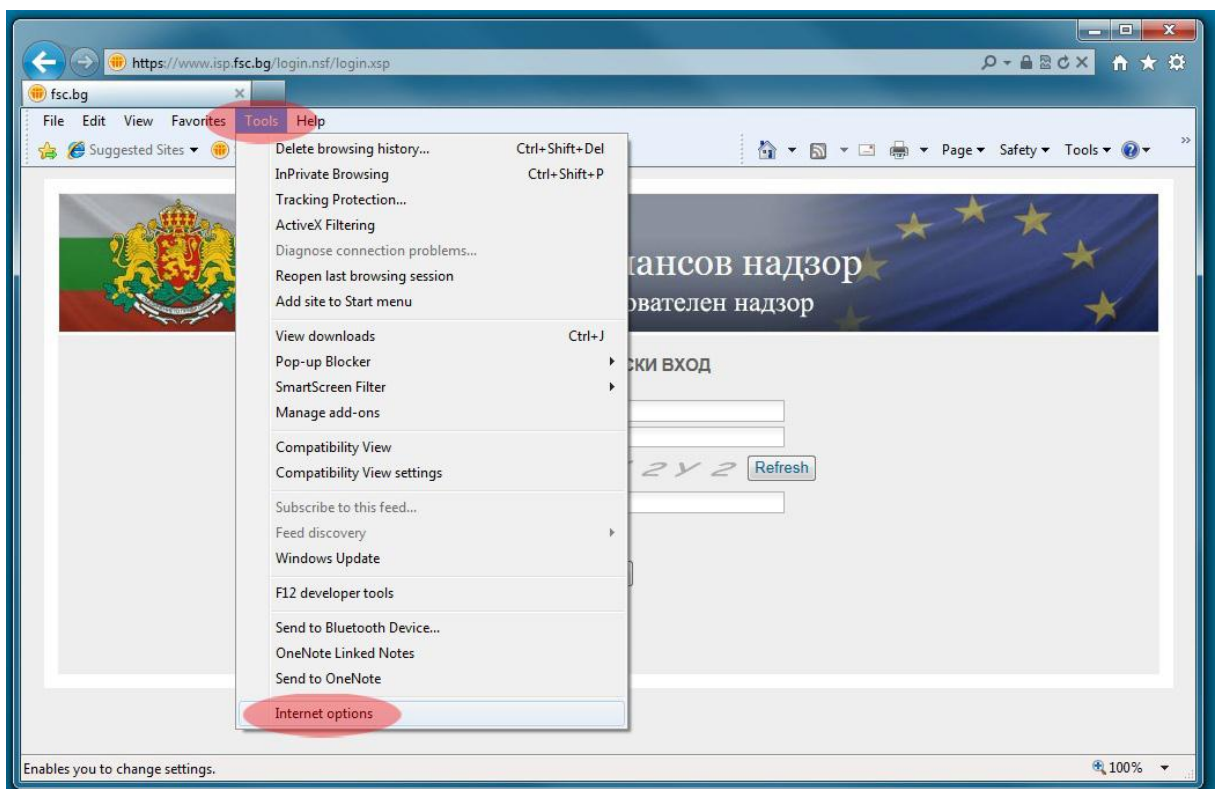 https://www.isp.fsc.bg/login.nsf/login.xsp
fsc.bg
File Edit View Favorites Tools Help
Suggested Sites
Page Safety Tools
Delete browsing history... Ctrl+Shift+Del
InPrivate Browsing Ctrl+Shift+P
Tracking Protection...
ActiveX Filtering
Diagnose connection problems...
Reopen last browsing session
Add site to Start menu
View downloads Ctrl+J
Pop-up Blocker
SmartScreen Filter
Manage add-ons
Compatibility View
Compatibility View settings
Subscribe to this feed...
Feed discovery
Windows Update
F12 developer tools
Send to Bluetooth Device...
OneNote Linked Notes
Send to OneNote
Internet options
надзор
надзор
ВХОД
2 Y 2 Refresh
Enables you to change settings. 100%